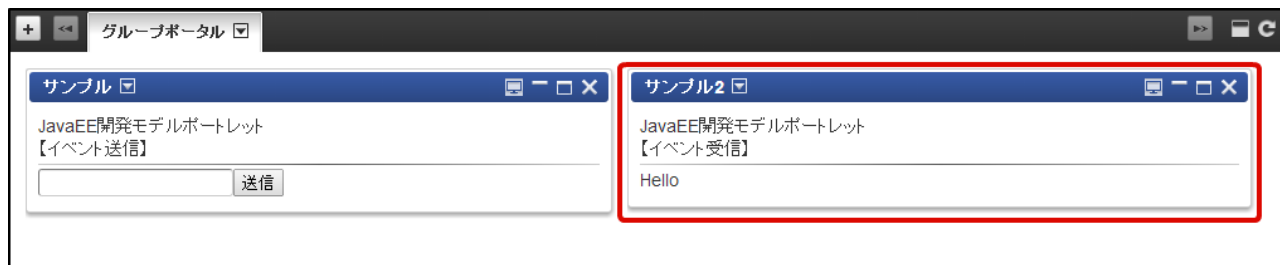 グループポータル
サンプル
JavaEE開発モデルポートレット
【イベント送信】
送信
サンプル2
JavaEE開発モデルポートレット
【イベント受信】
Hello